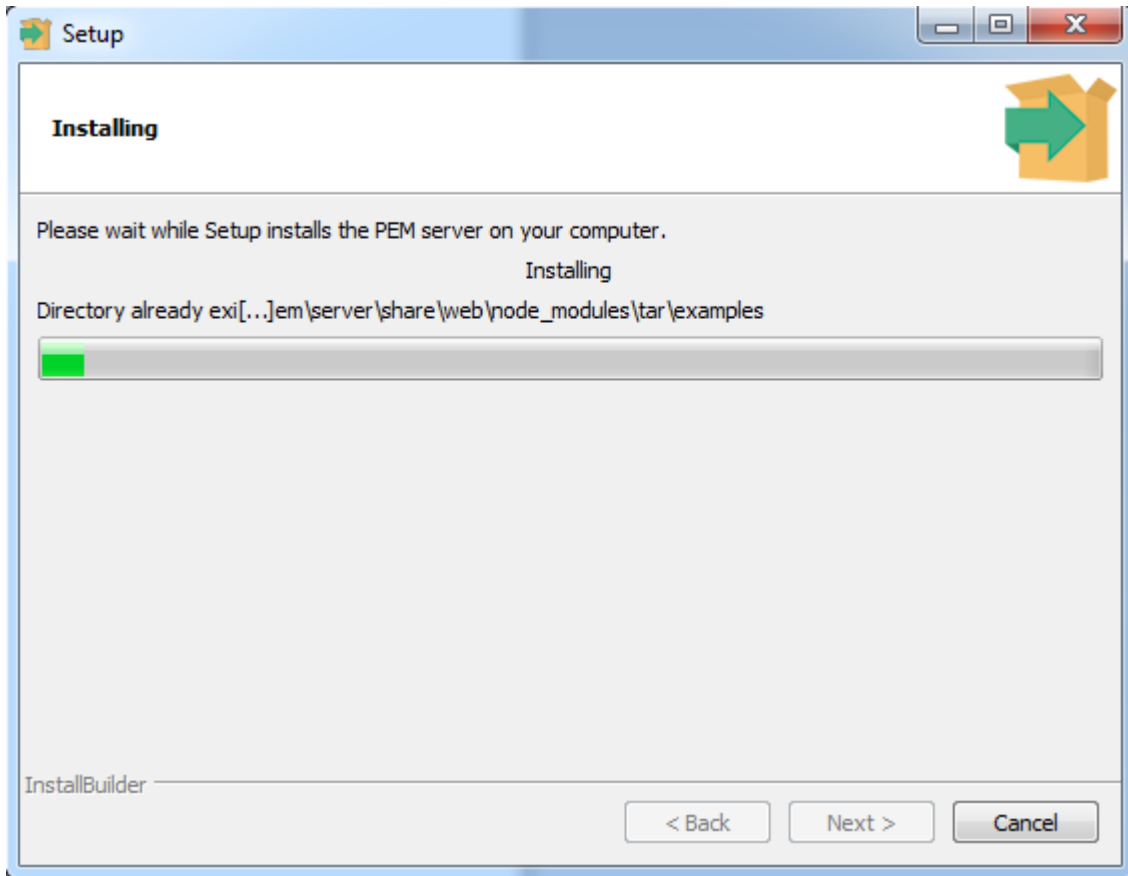 Setup
Installing
Please wait while Setup installs the PEM server on your computer.
Installing
Directory already exi[...]em\server\share\web\node_modules\tar\examples
InstallBuilder
< Back
Next >
Cancel